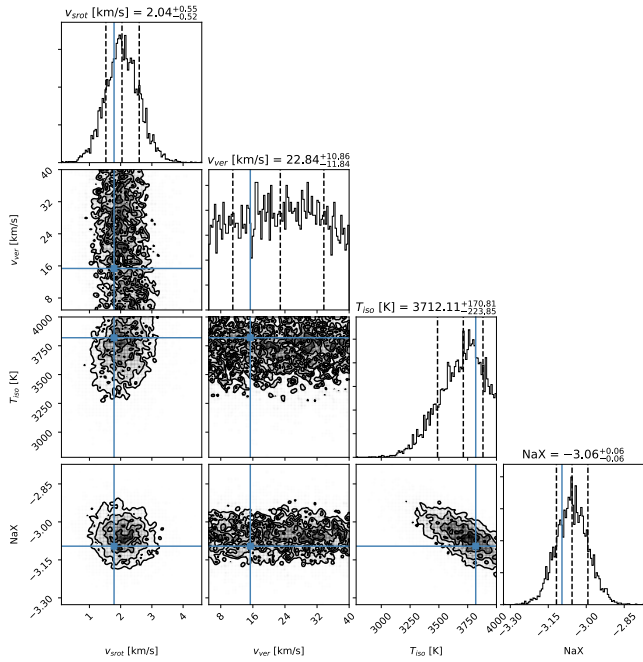 v_srot [km/s] = 2.04^{+0.55}_{-0.52}
v_ver [km/s] = 22.84^{+10.86}_{-11.84}
T_iso [K] = 3712.11^{+170.81}_{-223.85}
NaX = −3.06^{+0.06}_{-0.06}
40
32
24
16
8
v_ver [km/s]
4000
3750
3500
3250
3000
T_iso [K]
−2.85
−3.00
−3.15
−3.30
NaX
1 2 3 4
v_srot [km/s]
8 16 24 32 40
v_ver [km/s]
3000 3250 3500 3750 4000
T_iso [K]
−3.30 −3.15 −3.00 −2.85
NaX